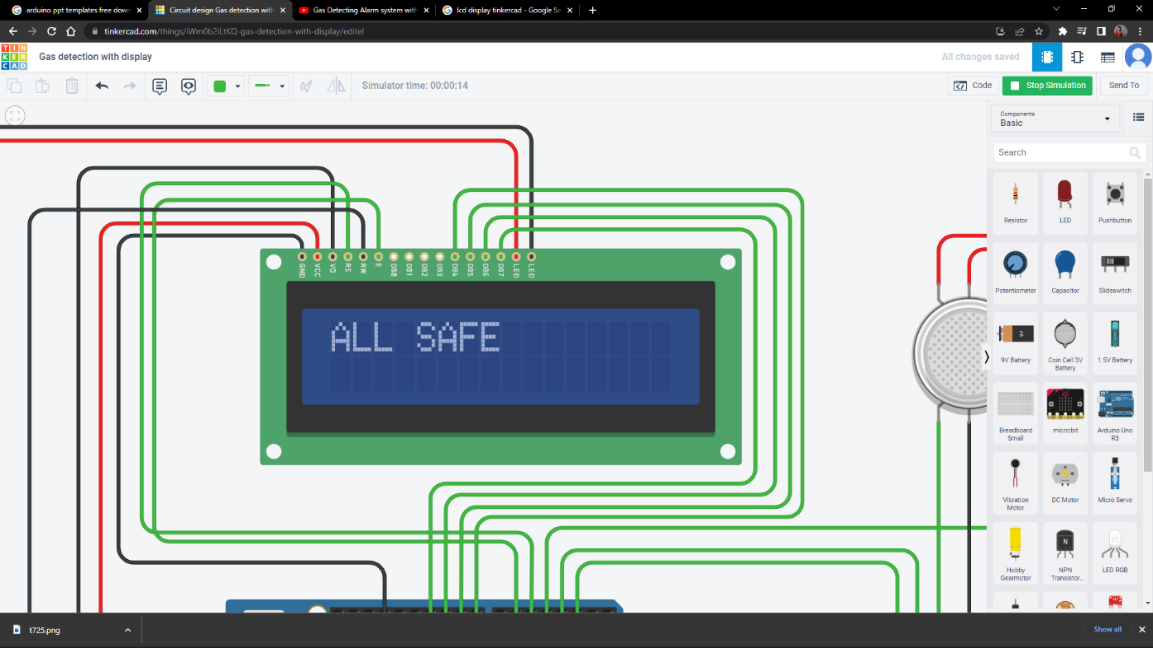 arduino ppt templates free dow
Circuit design Gas detection with
Gas Detecting Alarm system with
lcd display tinkercad - Google Se
tinkercad.com/things/iWm0b2iLtKQ-gas-detection-with-display/editel
TIN
KER
CAD
Gas detection with display
All changes saved
Simulator time: 00:00:14
Code
Stop Simulation
Send To
Components
Basic
Search
Resistor
LED
Pushbutton
Potentiometer
Capacitor
Slideswitch
9V Battery
Coin Cell 3V
Battery
1.5V Battery
Breadboard
Small
micro:bit
Arduino Uno
R3
Vibration
Motor
DC Motor
Micro Servo
Hobby
Gearmotor
NPN
Transistor...
LED RGB
GND
VCC
VO
RS
RW
E
DB0
DB1
DB2
DB3
DB4
DB5
DB6
DB7
LED
LED
ALL SAFE
t725.png
Show all